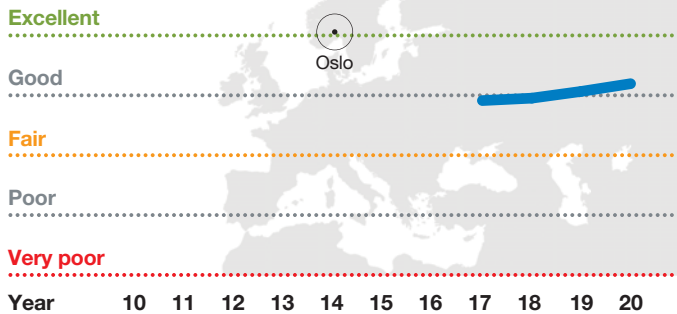 Excellent
Oslo
Good
Fair
Poor
Very poor
Year 10 11 12 13 14 15 16 17 18 19 20